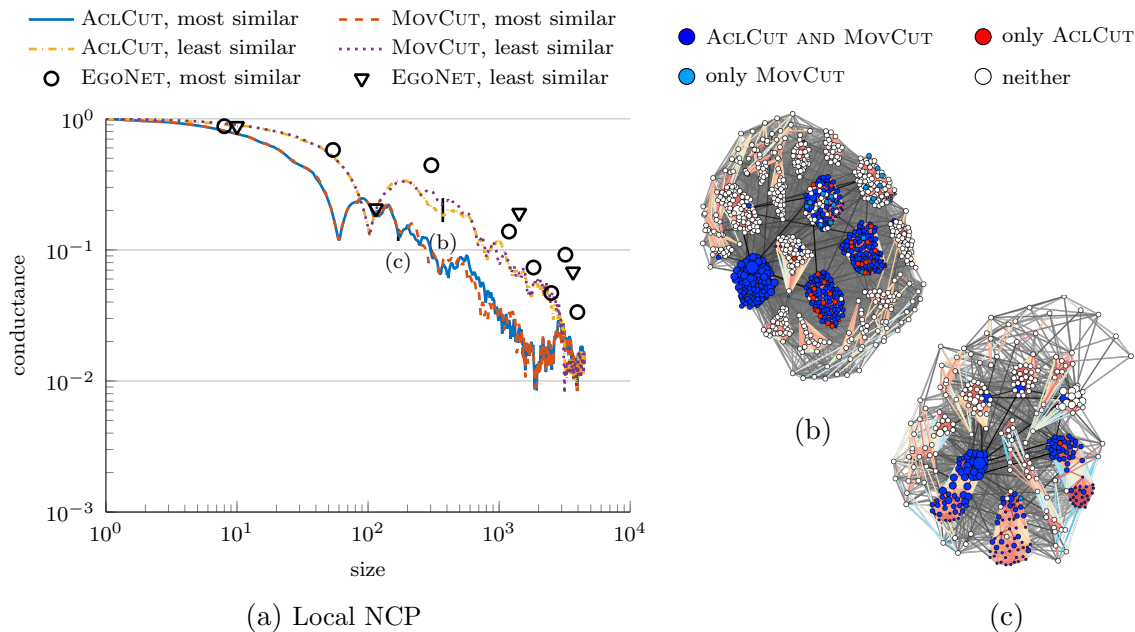 ACLCUT, most similar
MOVCUT, most similar
ACLCUT, least similar
MOVCUT, least similar
EGONET, most similar
EGONET, least similar
ACLCUT AND MOVCUT
only ACLCUT
only MOVCUT
neither
10^0
10^−1
10^−2
10^−3
conductance
(b)
(c)
10^0
10^1
10^2
10^3
10^4
size
(a) Local NCP
(b)
(c)